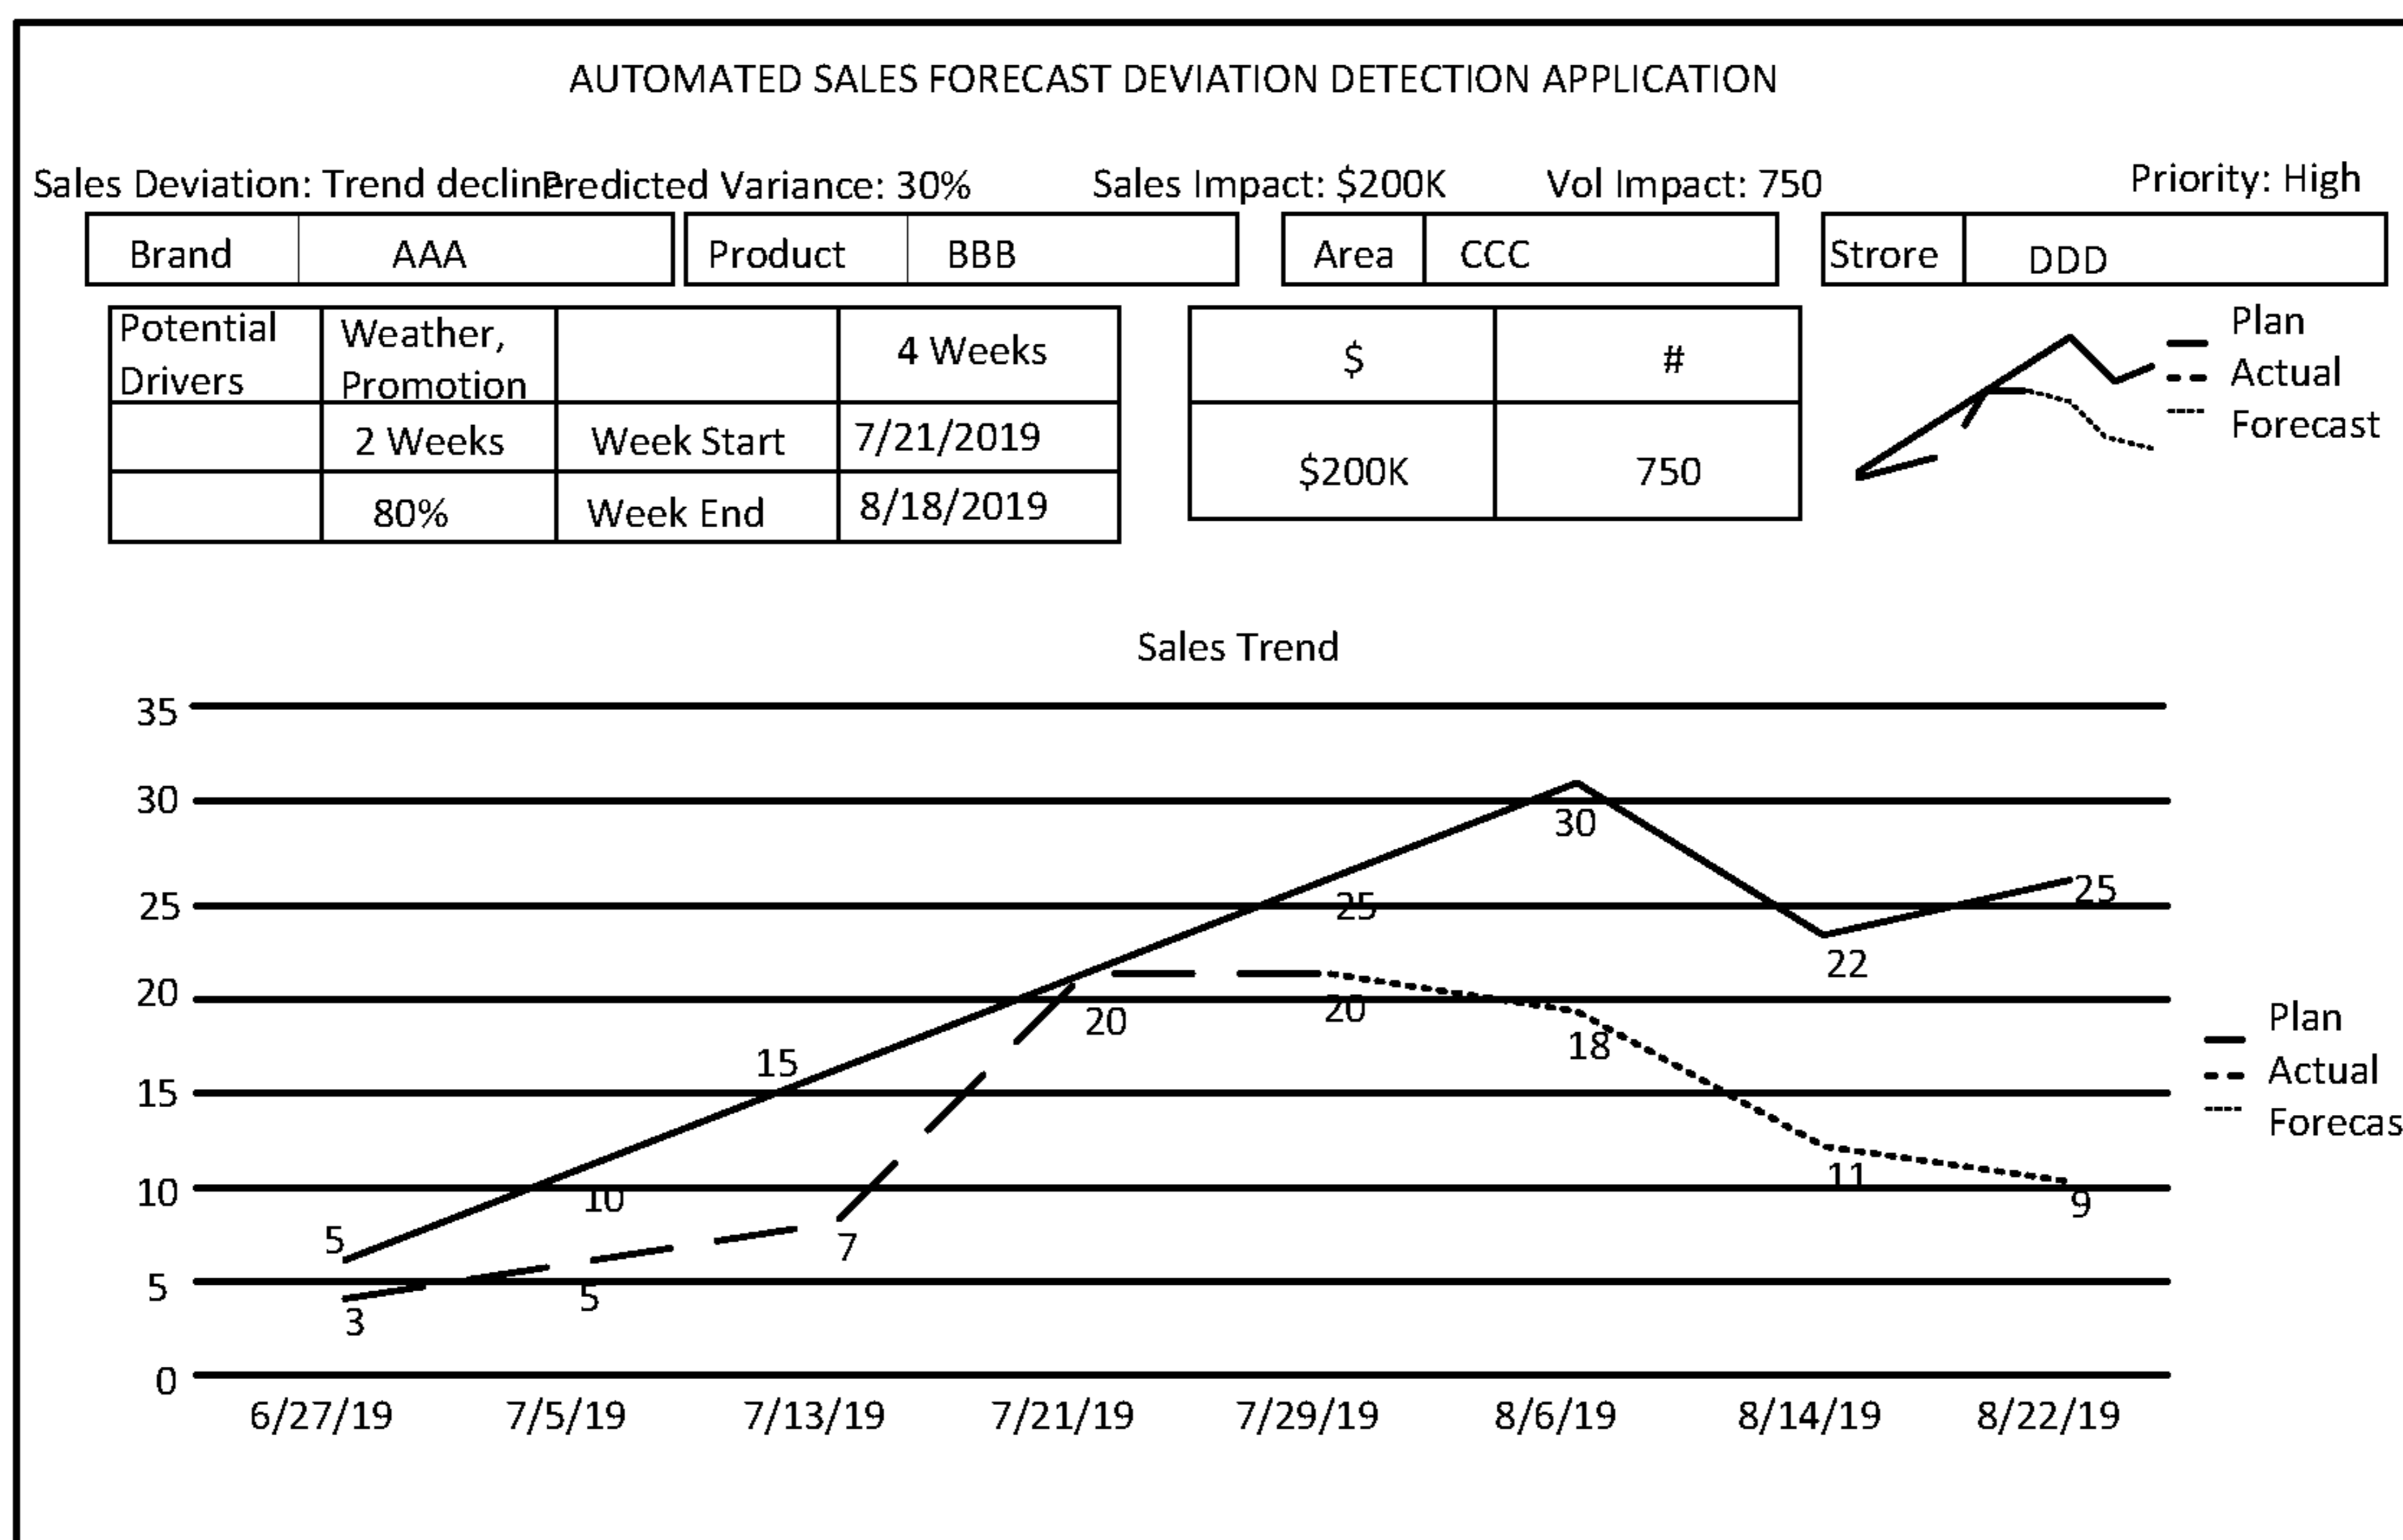 AUTOMATED SALES FORECAST DEVIATION DETECTION APPLICATION
Sales Deviation: Trend decline Predicted Variance: 30% Sales Impact: $200K Vol Impact: 750 Priority: High
Brand AAA Product BBB Area CCC Strore DDD
Potential Drivers
Weather,
Promotion
4 Weeks
2 Weeks Week Start 7/21/2019
80% Week End 8/18/2019
$ #
$200K 750
Plan
Actual
Forecast
Sales Trend
35
30
25
20
15
10
5
0
5
10
15
20
25
30
22
25
3
5
7
20
18
11
9
Plan
Actual
Forecas
6/27/19 7/5/19 7/13/19 7/21/19 7/29/19 8/6/19 8/14/19 8/22/19